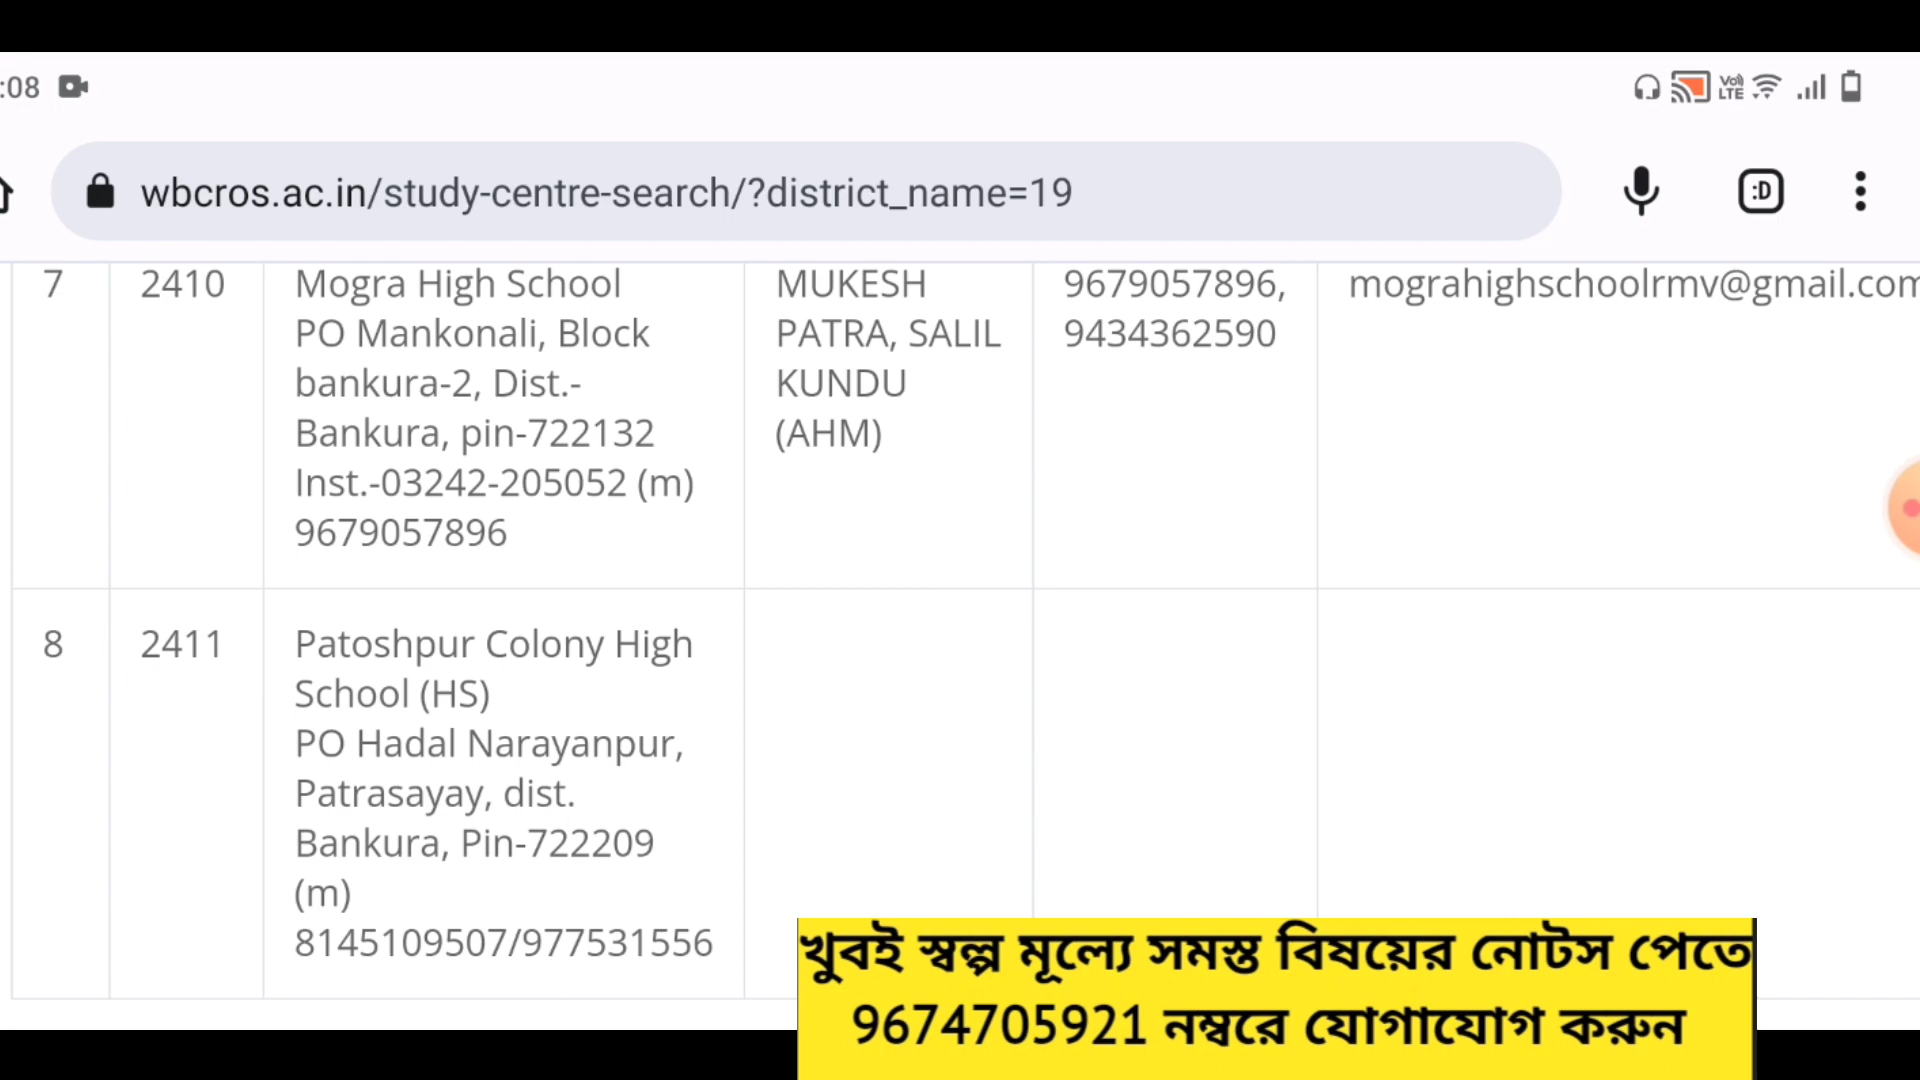 :08
VoI) LTE
wbcros.ac.in/study-centre-search/?district_name=19
:D
7
2410
Mogra High School
PO Mankonali, Block
bankura-2, Dist.-
Bankura, pin-722132
Inst.-03242-205052 (m)
9679057896
MUKESH
PATRA, SALIL
KUNDU
(AHM)
9679057896,
9434362590
mograhighschoolrmv@gmail.com
8
2411
Patoshpur Colony High
School (HS)
PO Hadal Narayanpur,
Patrasayay, dist.
Bankura, Pin-722209
(m)
8145109507/977531556
খুবই স্বল্প মূল্যে সমস্ত বিষয়ের নোটস পেতে
9674705921 নম্বরে যোগাযোগ করুন